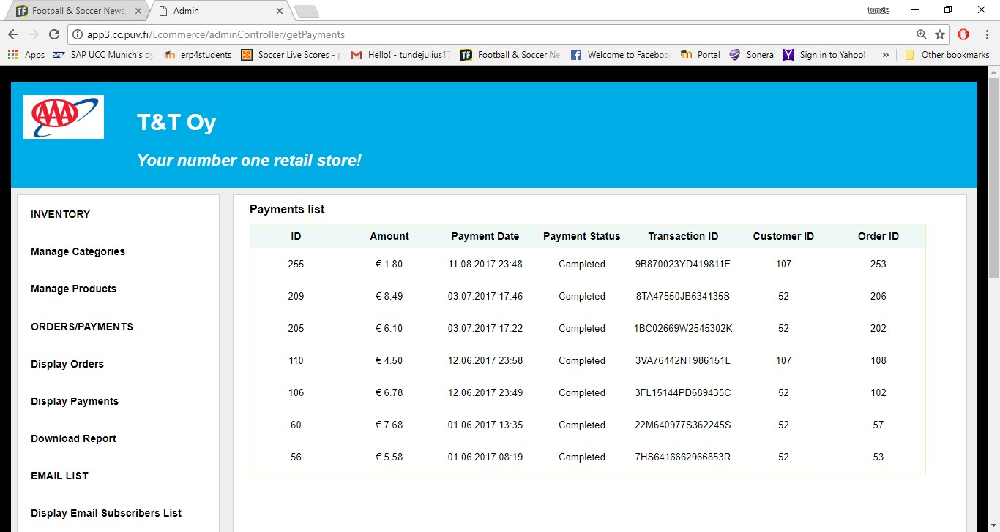 Football & Soccer News,
Admin
tunde
app3.cc.puv.fi/Ecommerce/adminController/getPayments
Apps SAP UCC Munich's dy erp4students Soccer Live Scores - p Hello! - tundejulius17 Football & Soccer Ne Welcome to Faceboo Portal Sonera Sign in to Yahoo! » Other bookmarks
AAA
T&T Oy
Your number one retail store!
INVENTORY
Manage Categories
Manage Products
ORDERS/PAYMENTS
Display Orders
Display Payments
Download Report
EMAIL LIST
Display Email Subscribers List
Payments list
ID Amount Payment Date Payment Status Transaction ID Customer ID Order ID
255 € 1.80 11.08.2017 23:48 Completed 9B870023YD419811E 107 253
209 € 8.49 03.07.2017 17:46 Completed 8TA47550JB634135S 52 206
205 € 6.10 03.07.2017 17:22 Completed 1BC02669W2545302K 52 202
110 € 4.50 12.06.2017 23:58 Completed 3VA76442NT986151L 107 108
106 € 6.78 12.06.2017 23:49 Completed 3FL15144PD689435C 52 102
60 € 7.68 01.06.2017 13:35 Completed 22M640977S362245S 52 57
56 € 5.58 01.06.2017 08:19 Completed 7HS6416662966853R 52 53